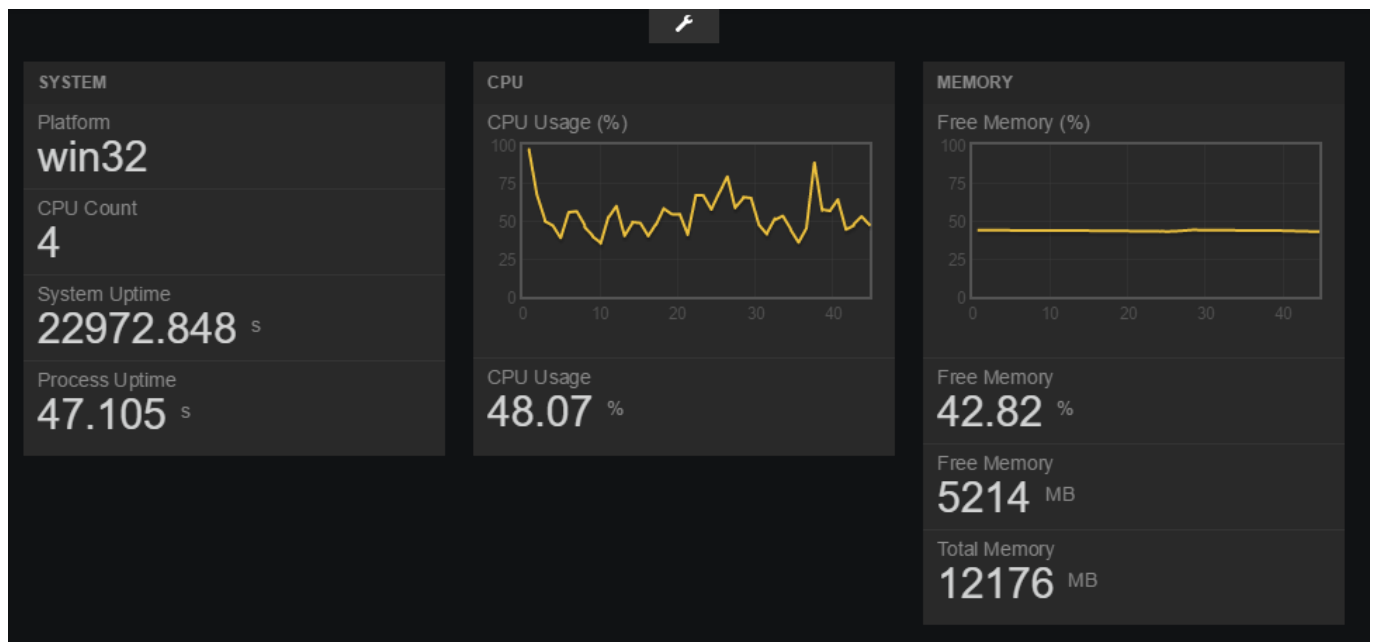 SYSTEM
Platform
win32
CPU Count
4
System Uptime
22972.848 s
Process Uptime
47.105 s
CPU
CPU Usage (%)
100
75
50
25
0
0 10 20 30 40
CPU Usage
48.07 %
MEMORY
Free Memory (%)
100
75
50
25
0
0 10 20 30 40
Free Memory
42.82 %
Free Memory
5214 MB
Total Memory
12176 MB